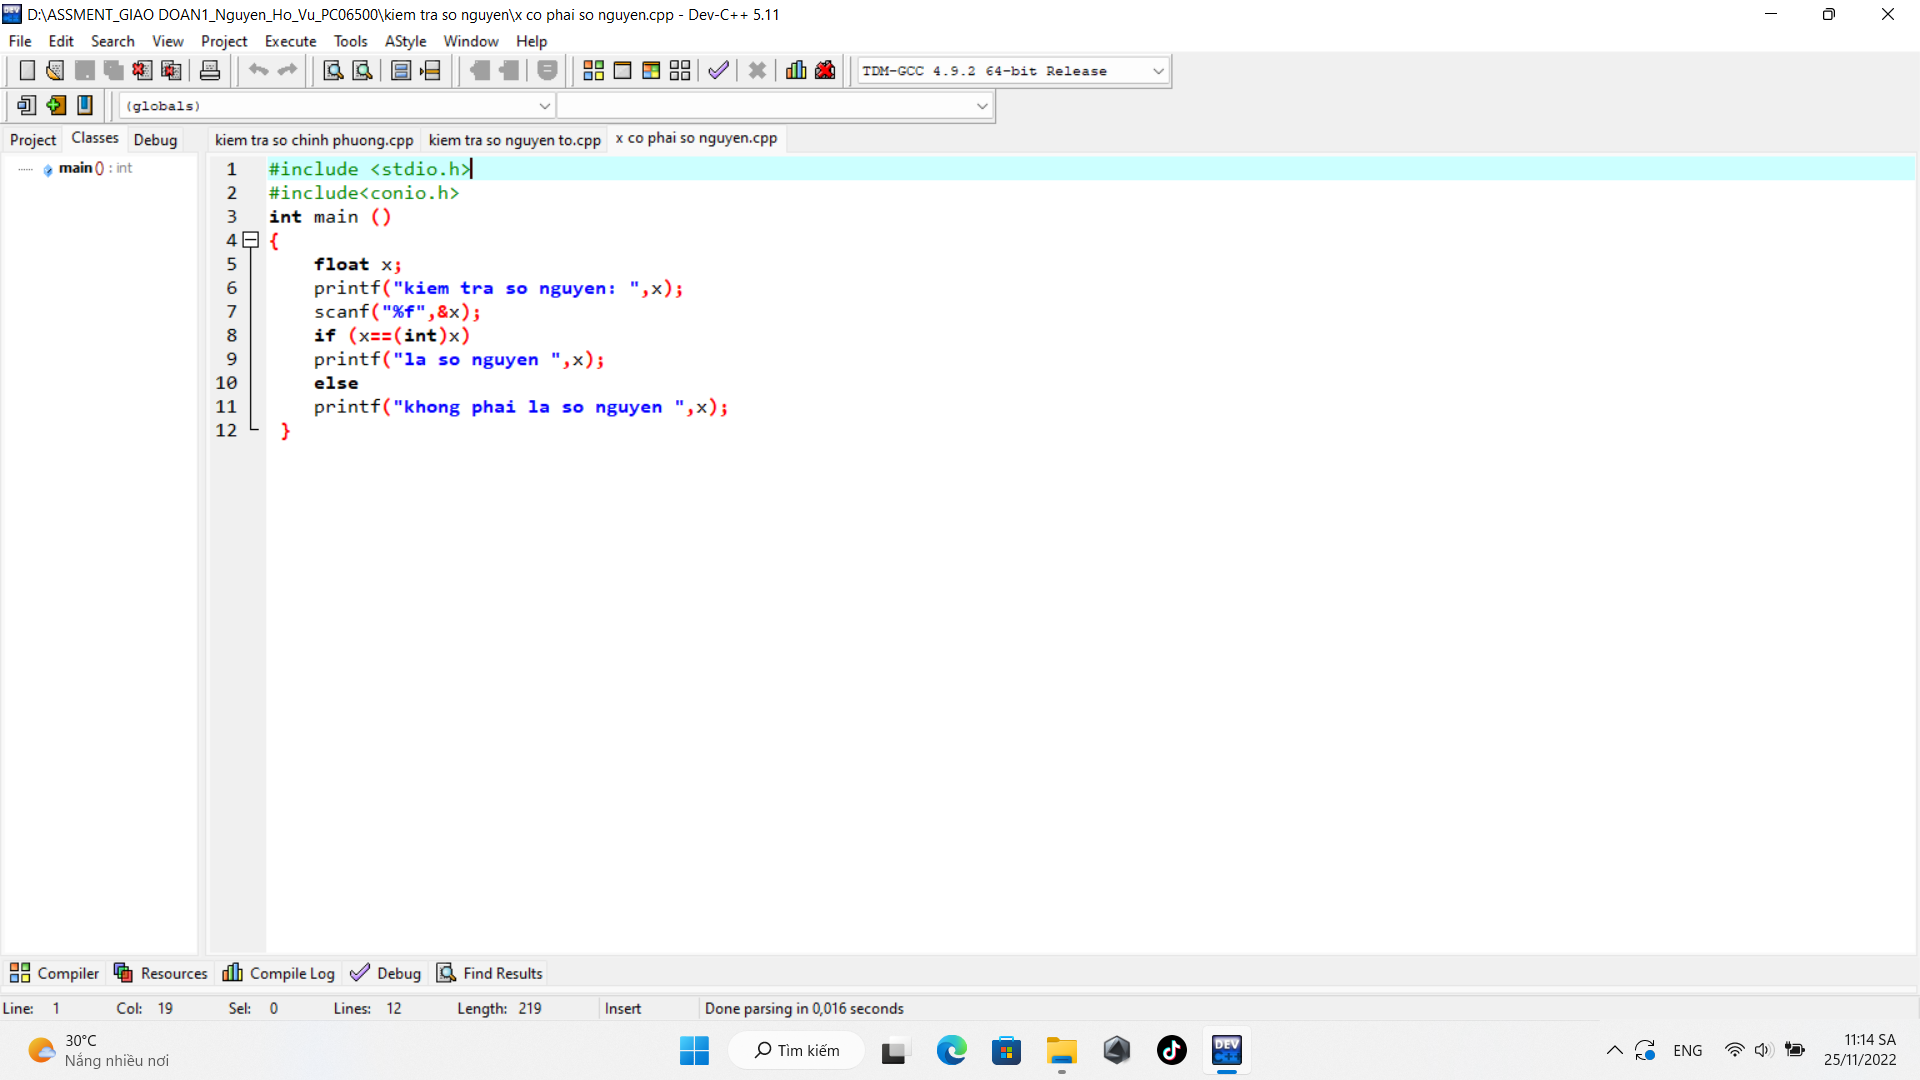 D:\ASSMENT_GIAO DOAN1_Nguyen_Ho_Vu_PC06500\kiem tra so nguyen\x co phai so nguyen.cpp - Dev-C++ 5.11
File Edit Search View Project Execute Tools AStyle Window Help
TDM-GCC 4.9.2 64-bit Release
(globals)
Project Classes Debug kiem tra so chinh phuong.cpp kiem tra so nguyen to.cpp x co phai so nguyen.cpp
main () : int
1 #include <stdio.h>
2 #include<conio.h>
3 int main ()
4 {
5 float x;
6 printf("kiem tra so nguyen: ",x);
7 scanf("%f",&x);
8 if (x==(int)x)
9 printf("la so nguyen ",x);
10 else
11 printf("khong phai la so nguyen ",x);
12 }
Compiler Resources Compile Log Debug Find Results
Line: 1 Col: 19 Sel: 0 Lines: 12 Length: 219 Insert Done parsing in 0,016 seconds
30°C
Nắng nhiều nơi
Tìm kiếm
DEV C++
ENG
11:14 SA
25/11/2022